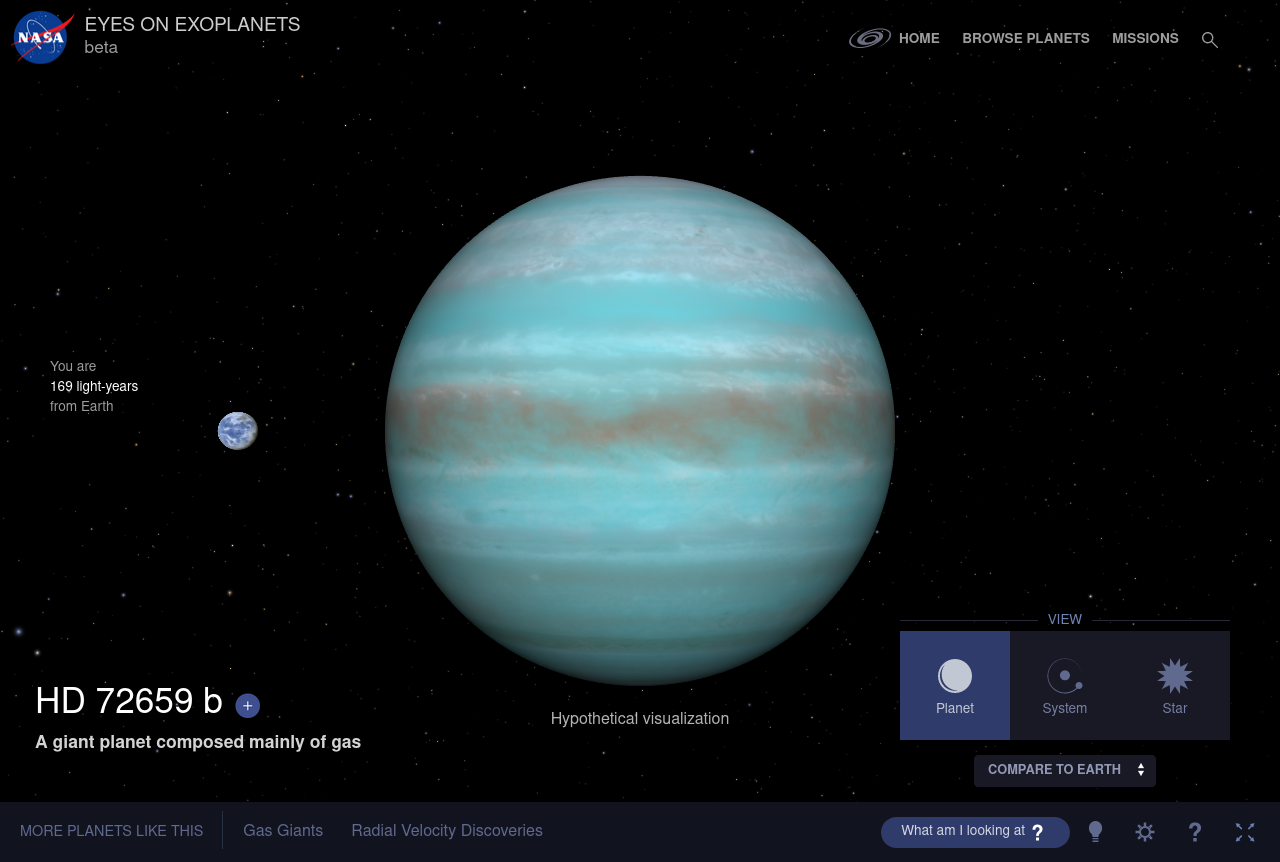 NASA
EYES ON EXOPLANETS
beta
HOME
BROWSE PLANETS
MISSIONS
You are
169 light-years
from Earth
HD 72659 b +
A giant planet composed mainly of gas
Hypothetical visualization
VIEW
Planet
System
Star
COMPARE TO EARTH
MORE PLANETS LIKE THIS
Gas Giants
Radial Velocity Discoveries
What am I looking at ?
?